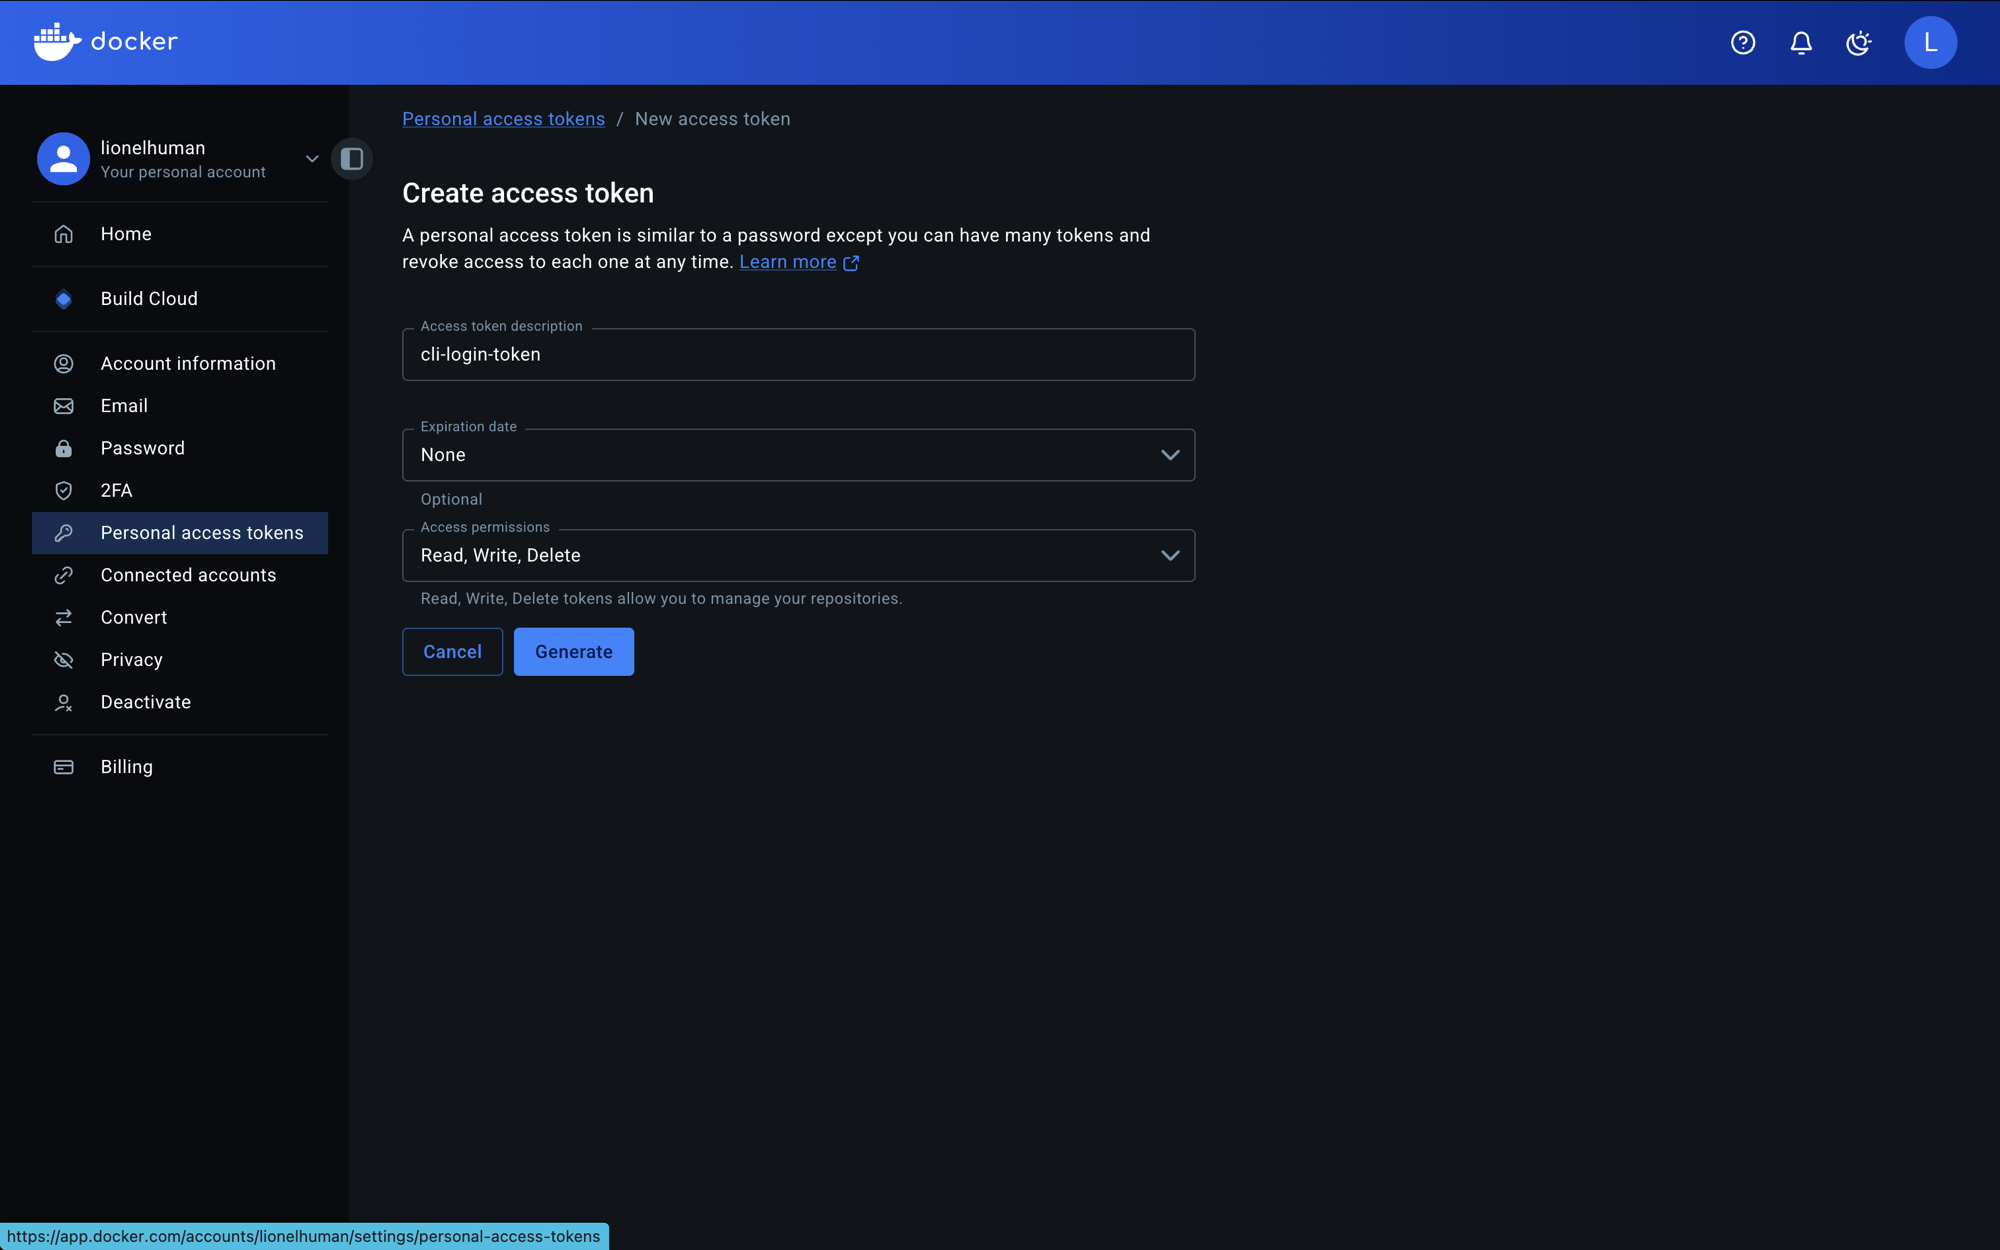 docker
L
lionelhuman
Your personal account
Home
Build Cloud
Account information
Email
Password
2FA
Personal access tokens
Connected accounts
Convert
Privacy
Deactivate
Billing
Personal access tokens / New access token
Create access token
A personal access token is similar to a password except you can have many tokens and
revoke access to each one at any time. Learn more
Access token description
cli-login-token
Expiration date
None
Optional
Access permissions
Read, Write, Delete
Read, Write, Delete tokens allow you to manage your repositories.
Cancel Generate
https://app.docker.com/accounts/lionelhuman/settings/personal-access-tokens